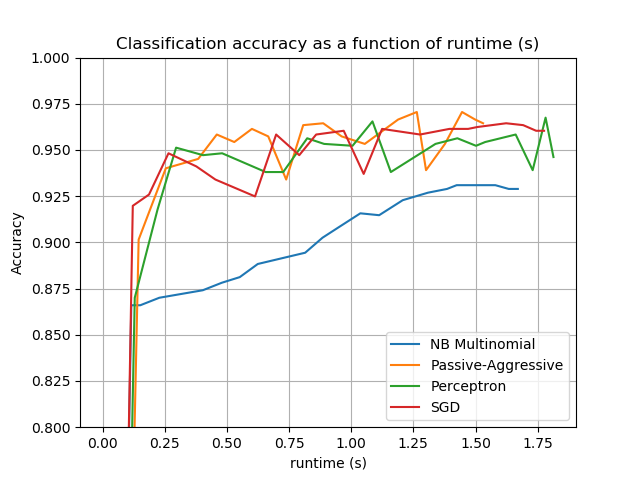 Classification accuracy as a function of runtime (s)
1.000
0.975
0.950
0.925
0.900
0.875
0.850
0.825
0.800
Accuracy
NB Multinomial
Passive-Aggressive
Perceptron
SGD
0.00 0.25 0.50 0.75 1.00 1.25 1.50 1.75
runtime (s)